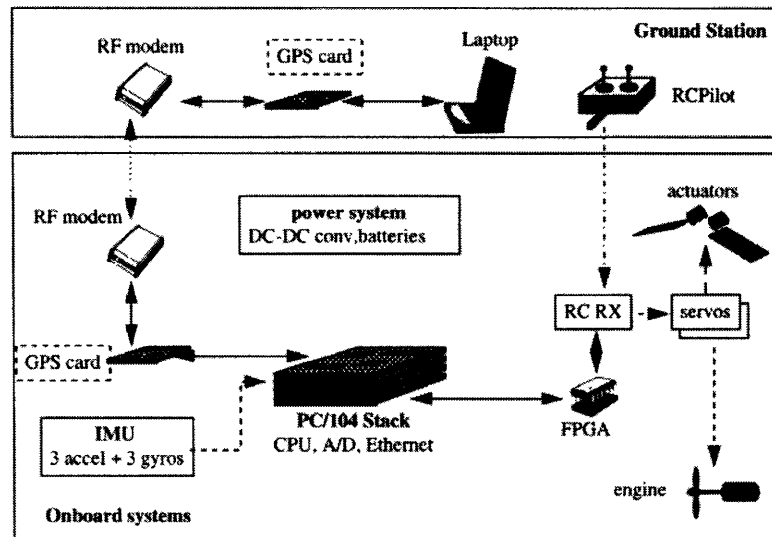 Ground Station
RF modem
GPS card
Laptop
RCPilot
RF modem
power system
DC-DC conv,batteries
actuators
RC RX
servos
GPS card
PC/104 Stack
CPU, A/D, Ethernet
FPGA
IMU
3 accel + 3 gyros
engine
Onboard systems